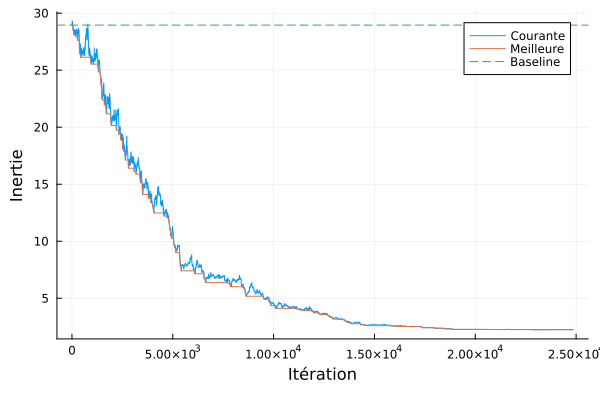 30
25
20
15
10
5
Inertie
Courante
Meilleure
Baseline
0
5.00×10³
1.00×10⁴
1.50×10⁴
2.00×10⁴
2.50×10⁴
Itération